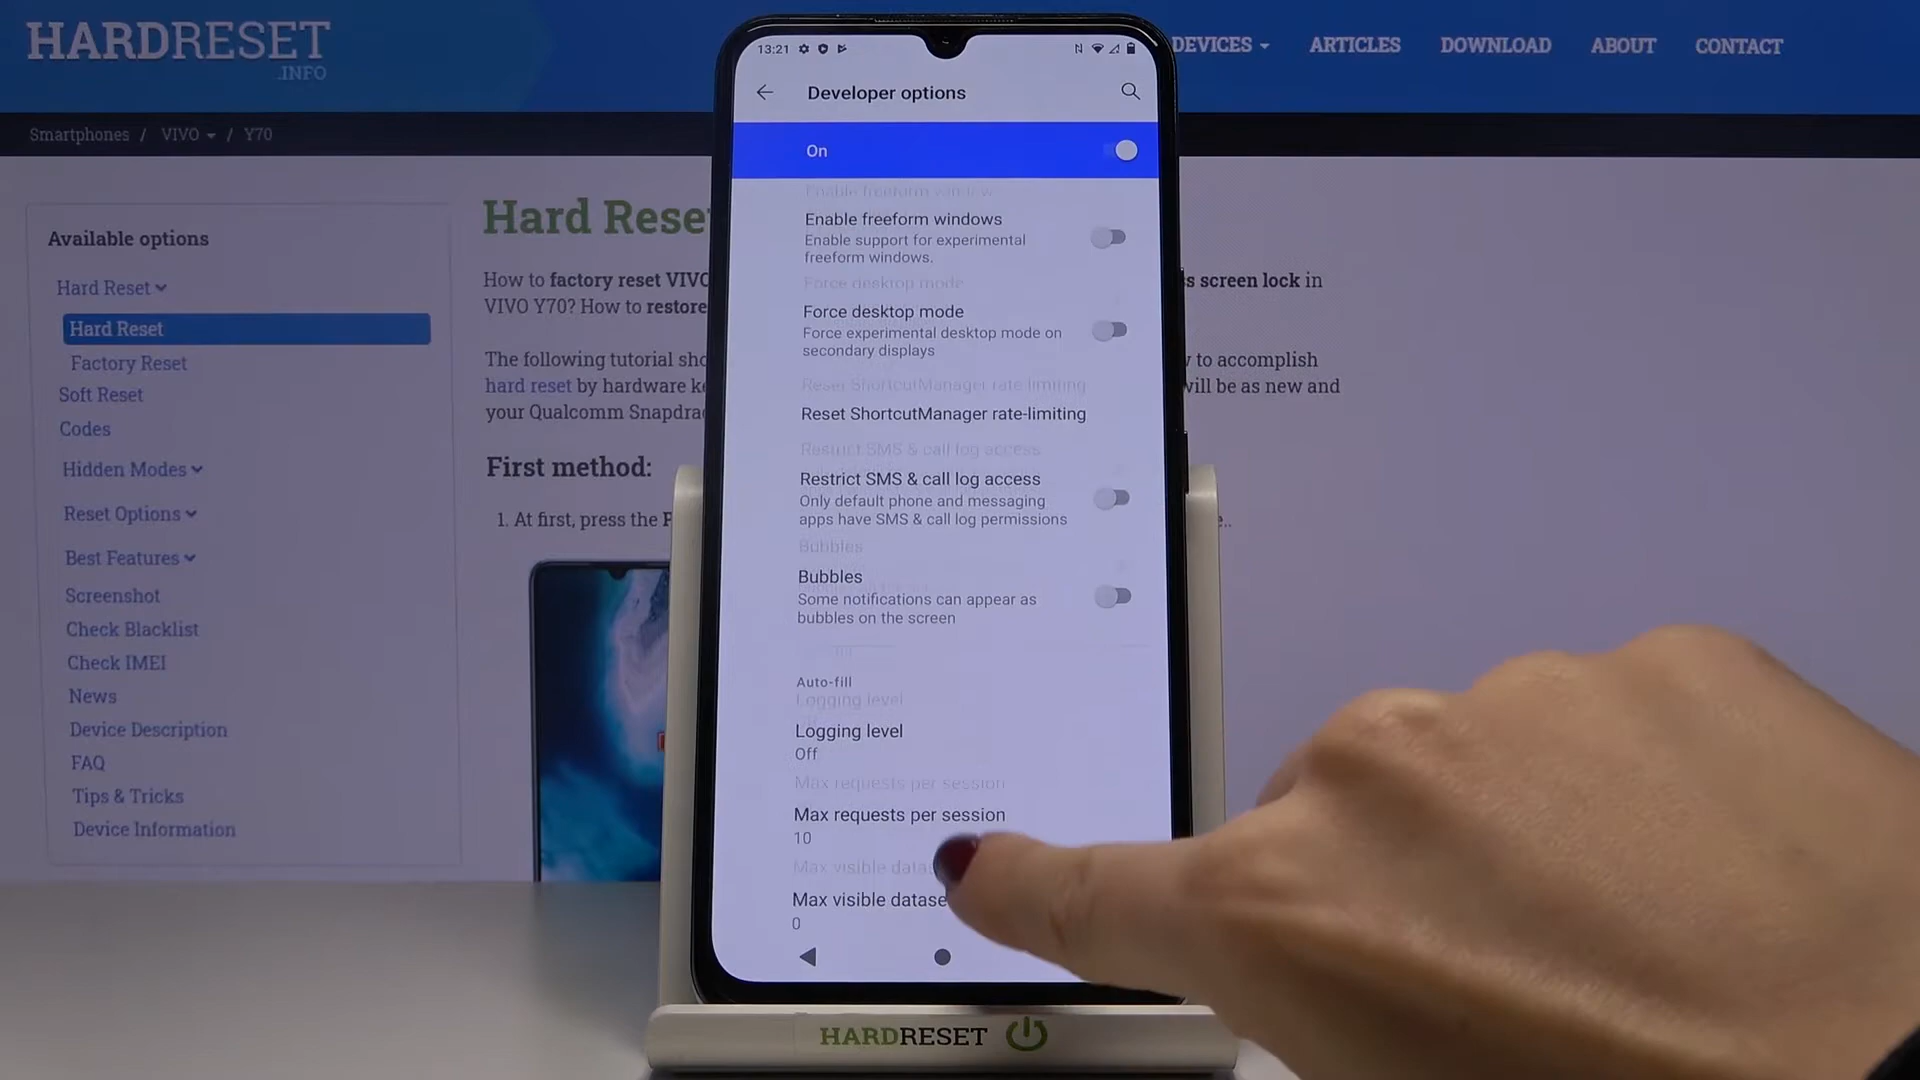 HARDRESET
.INFO
DEVICES
ARTICLES
DOWNLOAD
ABOUT
CONTACT
Smartphones / VIVO / Y70
Available options
Hard Reset
Hard Reset
Factory Reset
Soft Reset
Codes
Hidden Modes
Reset Options
Best Features
Screenshot
Check Blacklist
Check IMEI
News
Device Description
FAQ
Tips & Tricks
Device Information
Hard Rese
How to factory reset VIVO
s screen lock in
VIVO Y70? How to restore
The following tutorial sho
to accomplish
hard reset by hardware k
will be as new and
your Qualcomm Snapdra
First method:
1. At first, press the
13:21
Developer options
On
Enable freeform windows
Enable freeform windows
Enable support for experimental
freeform windows.
Force desktop mode
Force desktop mode
Force experimental desktop mode on
secondary displays
Reset ShortcutManager rate-limiting
Reset ShortcutManager rate-limiting
Restrict SMS & call log access
Restrict SMS & call log access
Only default phone and messaging
apps have SMS & call log permissions
Bubbles
Bubbles
Some notifications can appear as
bubbles on the screen
Auto-fill
Logging level
Logging level
Off
Max requests per session
Max requests per session
10
Max visible datas
Max visible datase
0
HARDRESET